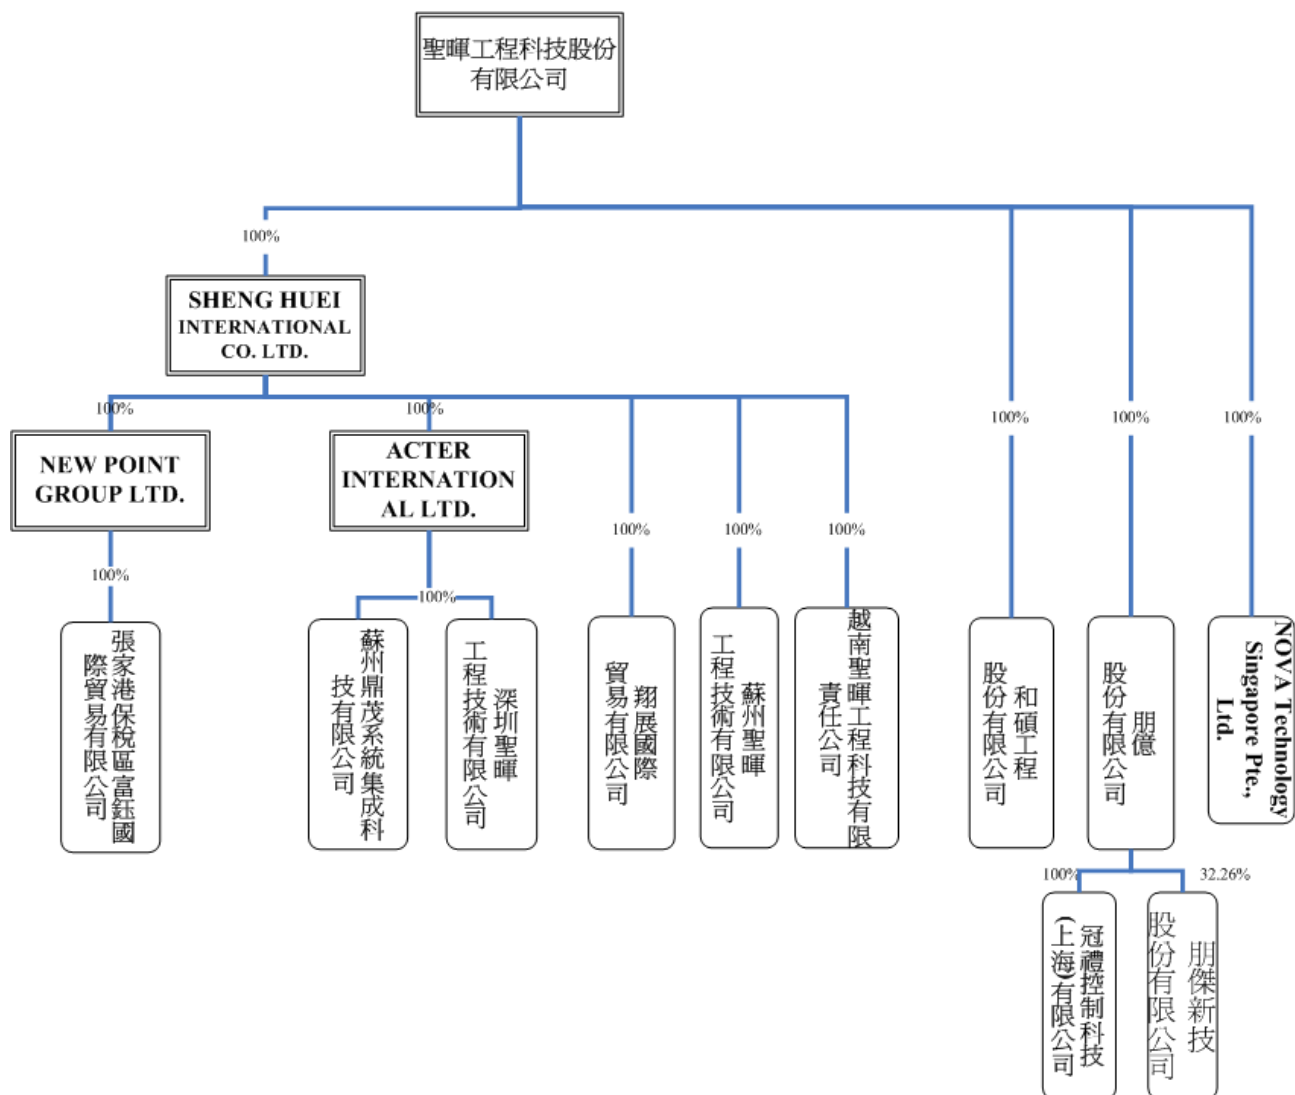 聖暉工程科技股份
有限公司
100%
SHENG HUEI
INTERNATIONAL
CO. LTD.
100%
100%
100%
100%
100%
NEW POINT
GROUP LTD.
ACTER
INTERNATION
AL LTD.
100%
100%
100%
100%
100%
100%
張家港保稅區富鈺國
際貿易有限公司
蘇州鼎茂系統集成科
技有限公司
深圳聖暉
工程技術有限公司
翔展國際
貿易有限公司
蘇州聖暉
工程技術有限公司
越南聖暉工程科技有限
責任公司
和碩工程
股份有限公司
朋億
股份有限公司
NOVA Technology
Singapore Pte.,
Ltd.
100%
32.26%
冠禮控制科技
(上海)有限公司
朋傑新技
股份有限公司